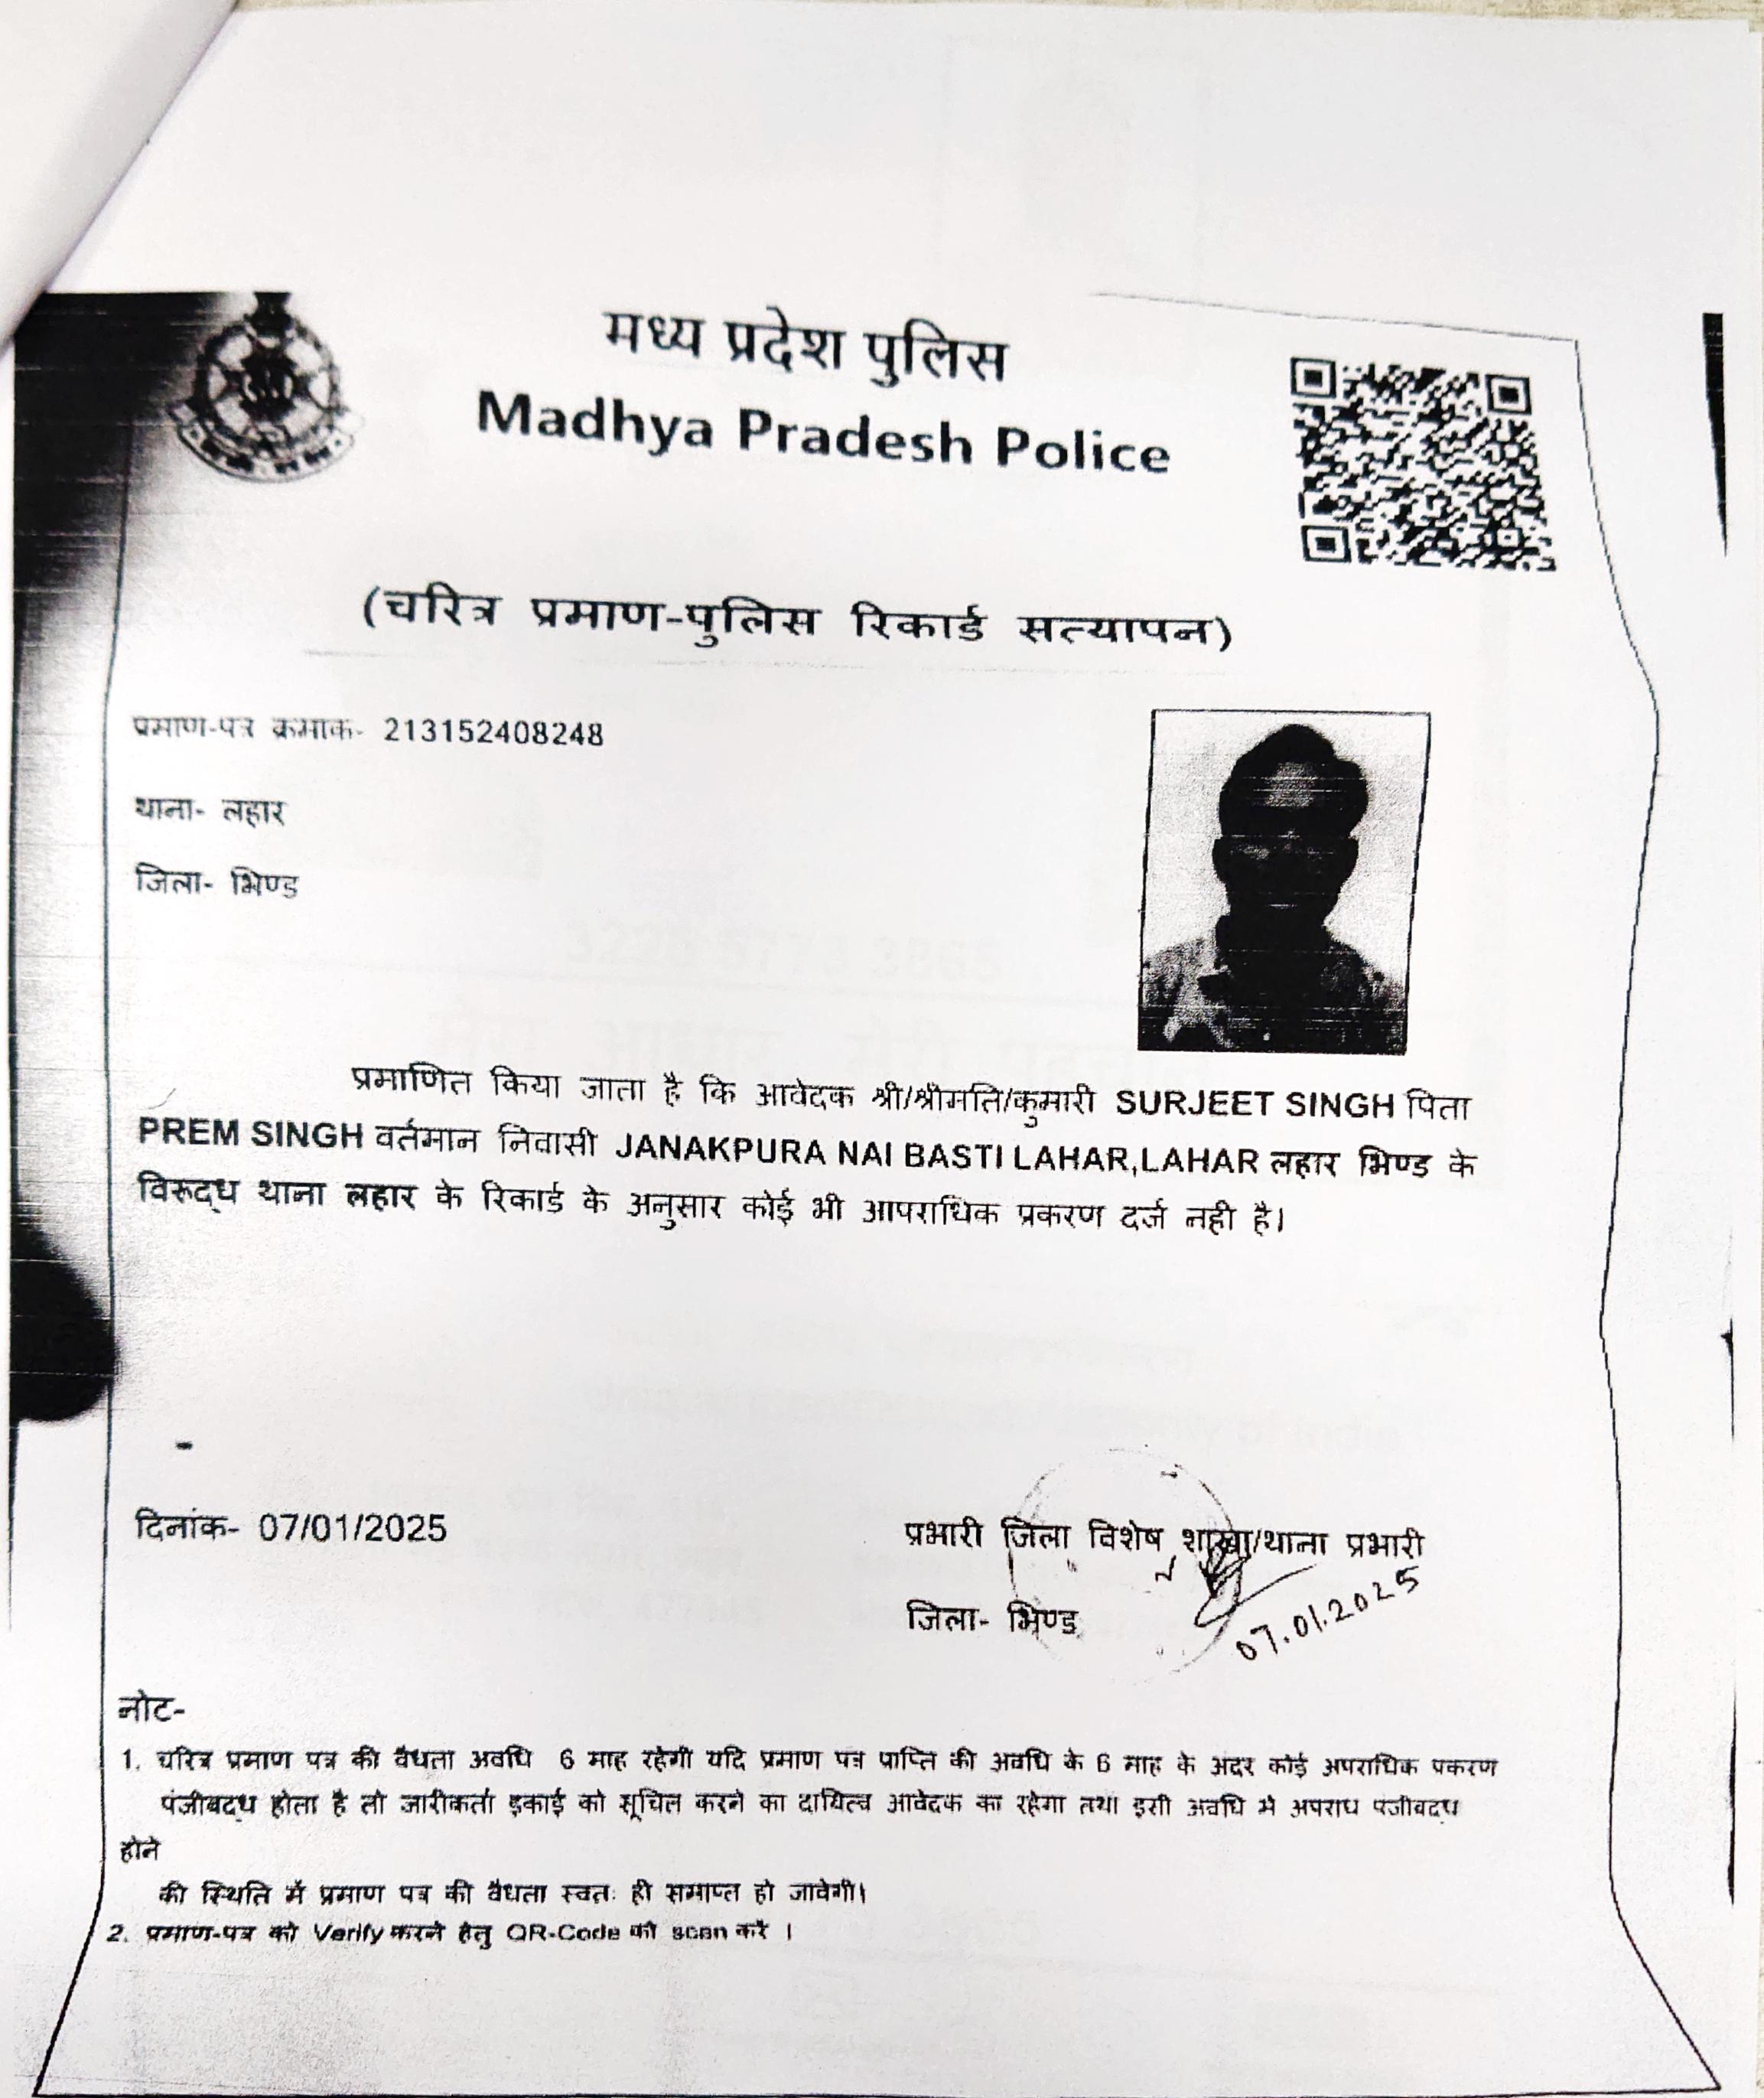 मध्य प्रदेश पुलिस
Madhya Pradesh Police
(चरित्र प्रमाण-पुलिस रिकार्ड सत्यापन)
प्रमाण-पत्र क्रमाक- 213152408248
थाना- लहार
जिला- भिण्ड
प्रमाणित किया जाता है कि आवेदक श्री/श्रीमति/कुमारी SURJEET SINGH पिता
PREM SINGH वर्तमान निवासी JANAKPURA NAI BASTI LAHAR,LAHAR लहार भिण्ड के
विरूद्ध थाना लहार के रिकार्ड के अनुसार कोई भी आपराधिक प्रकरण दर्ज नही है।
दिनांक- 07/01/2025
प्रभारी जिला विशेष शाखा/थाना प्रभारी
जिला- भिण्ड
07.01.2025
नोट-
1. चरित्र प्रमाण पत्र की वैधता अवधि 6 माह रहेगी यदि प्रमाण पत्र प्राप्ति की अवधि के 6 माह के अदर कोई अपराधिक प्रकरण
पंजीबद्ध होता है तो जारीकर्ता इकाई को सूचित करने का दायित्व आवेदक का रहेगा तथा इसी अवधि मे अपराध पंजीबद्ध
होने
की स्थिति में प्रमाण पत्र की वैधता स्वतः ही समाप्त हो जावेगी।
2. प्रमाण-पत्र को Verify करने हेतु QR-Code को scan करे ।